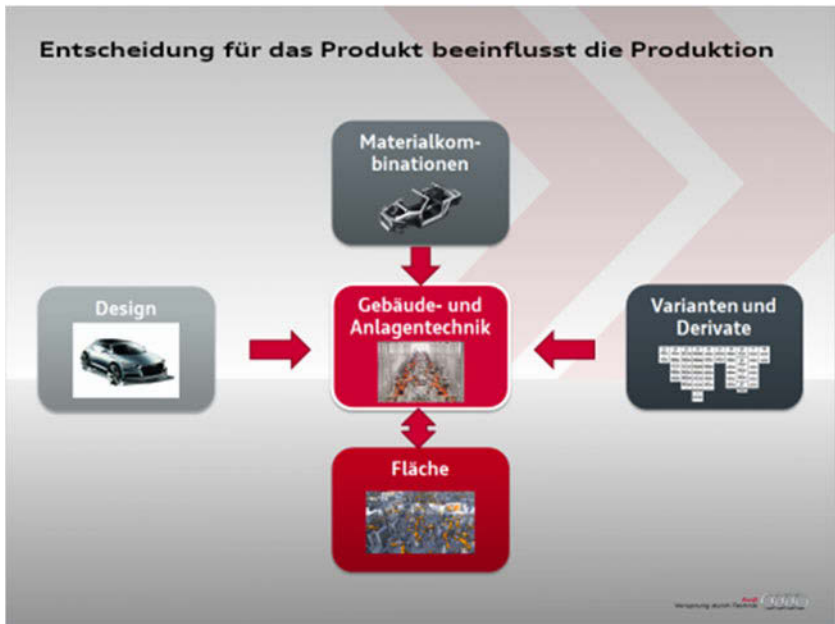 Entscheidung für das Produkt beeinflusst die Produktion
Materialkom-
binationen
Design
Gebäude- und
Anlagentechnik
Varianten und
Derivate
Fläche
Audi
Vorsprung durch Technik